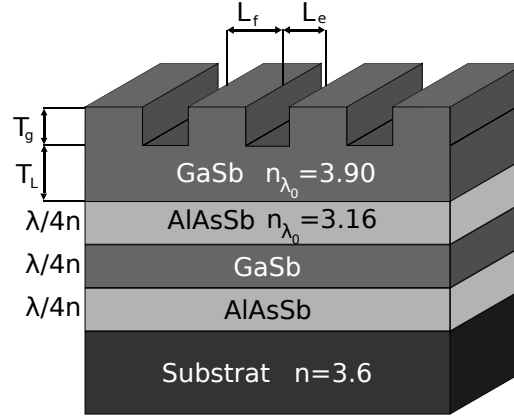 L_f L_e
T_g
T_L
GaSb n_λ₀=3.90
λ/4n AlAsSb n_λ₀=3.16
λ/4n GaSb
λ/4n AlAsSb
Substrat n=3.6